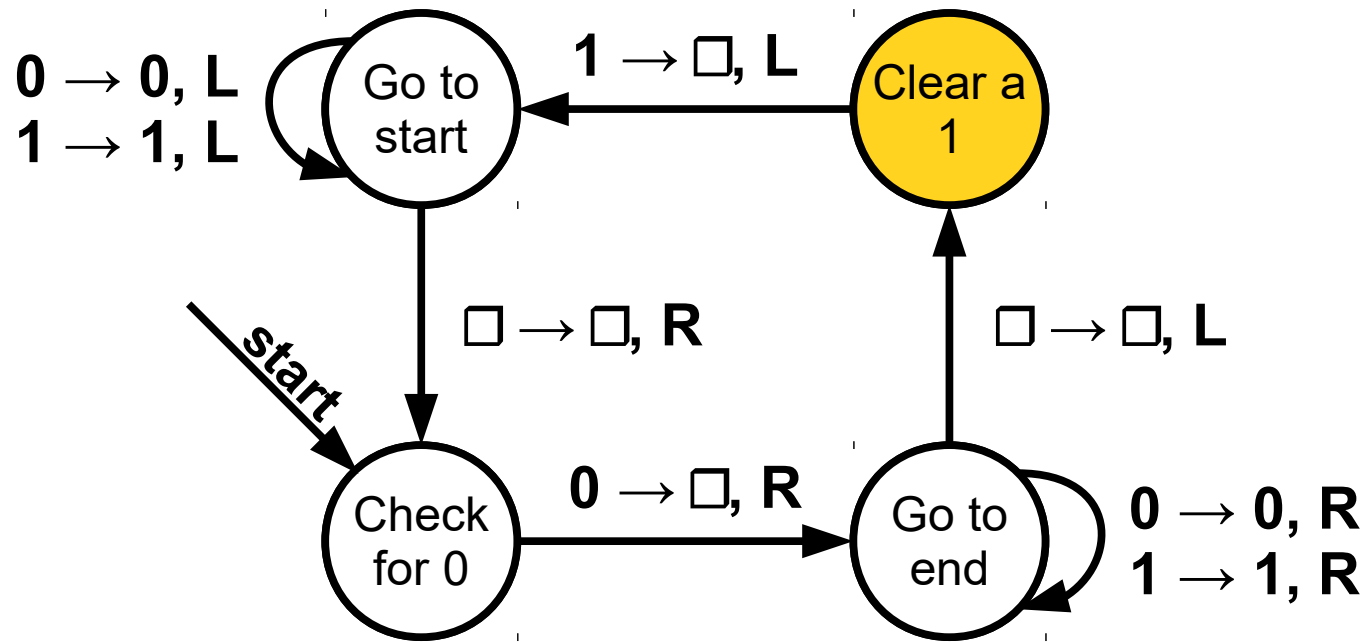 0 → 0, L
1 → 1, L
Go to
start
1 → □, L
Clear a
1
□ → □, R
□ → □, L
start
Check
for 0
0 → □, R
Go to
end
0 → 0, R
1 → 1, R